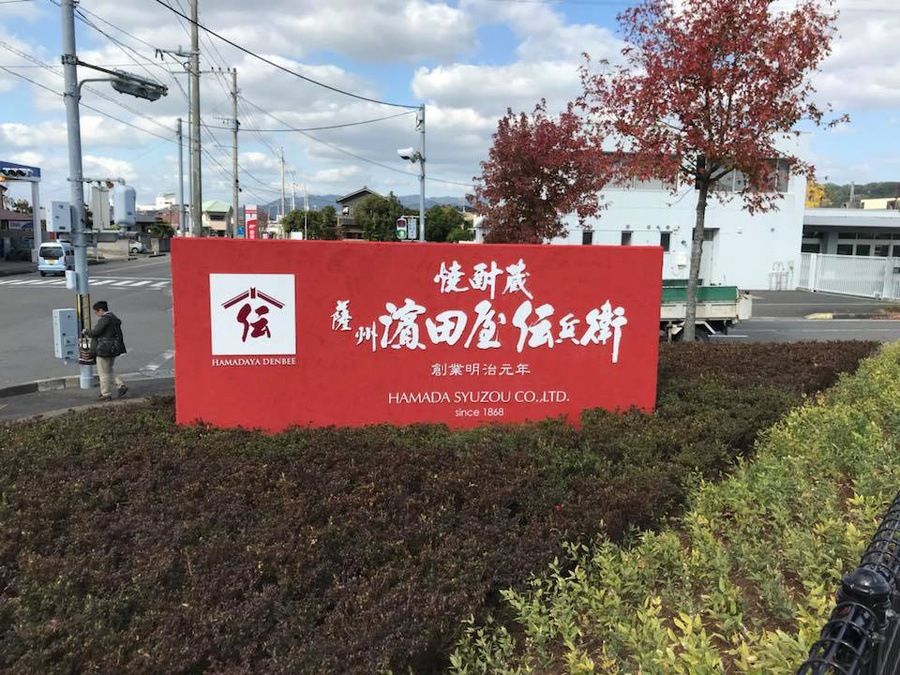 伝
HAMADAYA DENBEE
焼酎蔵
薩州 濵田屋伝兵衛
創業明治元年
HAMADA SYUZOU CO.,LTD.
since 1868